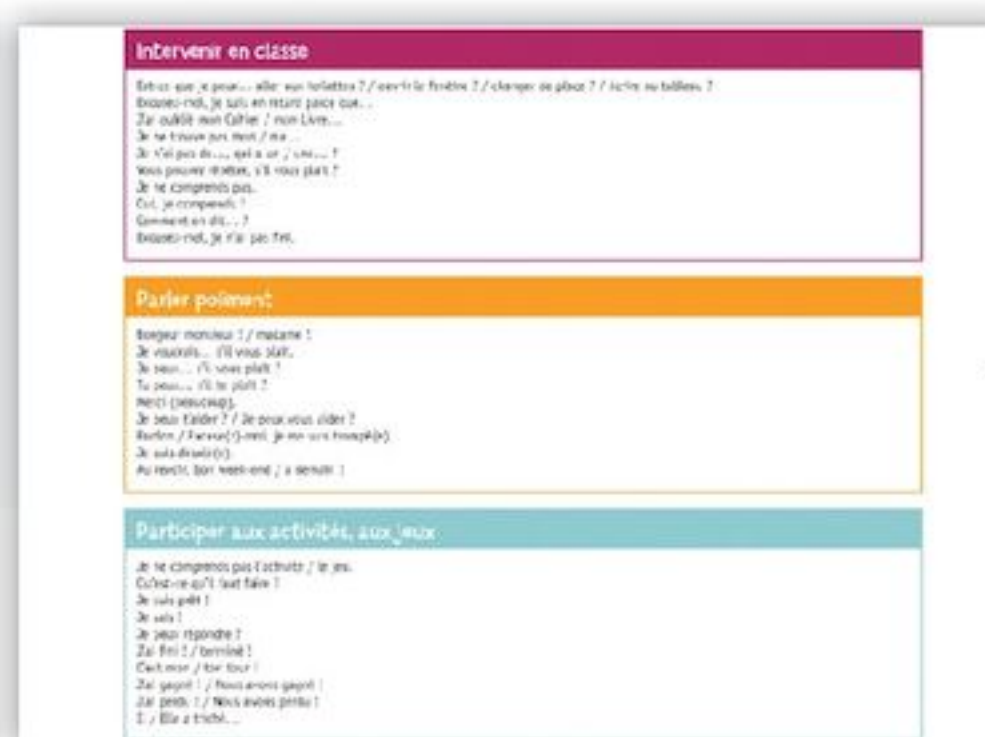 Intervenir en classe
Est-ce que je peux... aller aux toilettes ? / ouvrir la fenêtre ? / changer de place ? / écrire au tableau ?
Excusez-moi, je suis en retard parce que...
J'ai oublié mon Cahier / mon Livre...
Je ne trouve pas mon / ma...
Je n'ai pas de..., qui a un / une... ?
Vous pouvez répéter, s'il vous plaît ?
Je ne comprends pas.
Oui, je comprends !
Comment on dit... ?
Excusez-moi, je n'ai pas fini.
Parler poliment
Bonjour monsieur ! / madame !
Je voudrais... s'il vous plaît.
Je peux... s'il vous plaît ?
Tu peux... s'il te plaît ?
Merci (beaucoup).
Je peux t'aider ? / Je peux vous aider ?
Pardon / Excuse(z)-moi, je me suis trompé(e).
Je suis désolé(e).
Au revoir, bon week-end / à demain !
Participer aux activités, aux jeux
Je ne comprends pas l'activité / le jeu.
Qu'est-ce qu'il faut faire ?
Je suis prêt !
Je sais !
Je peux répondre ?
J'ai fini ! / terminé !
C'est mon / ton tour !
J'ai gagné ! / Nous avons gagné !
J'ai perdu ! / Nous avons perdu !
Il / Elle a triché...